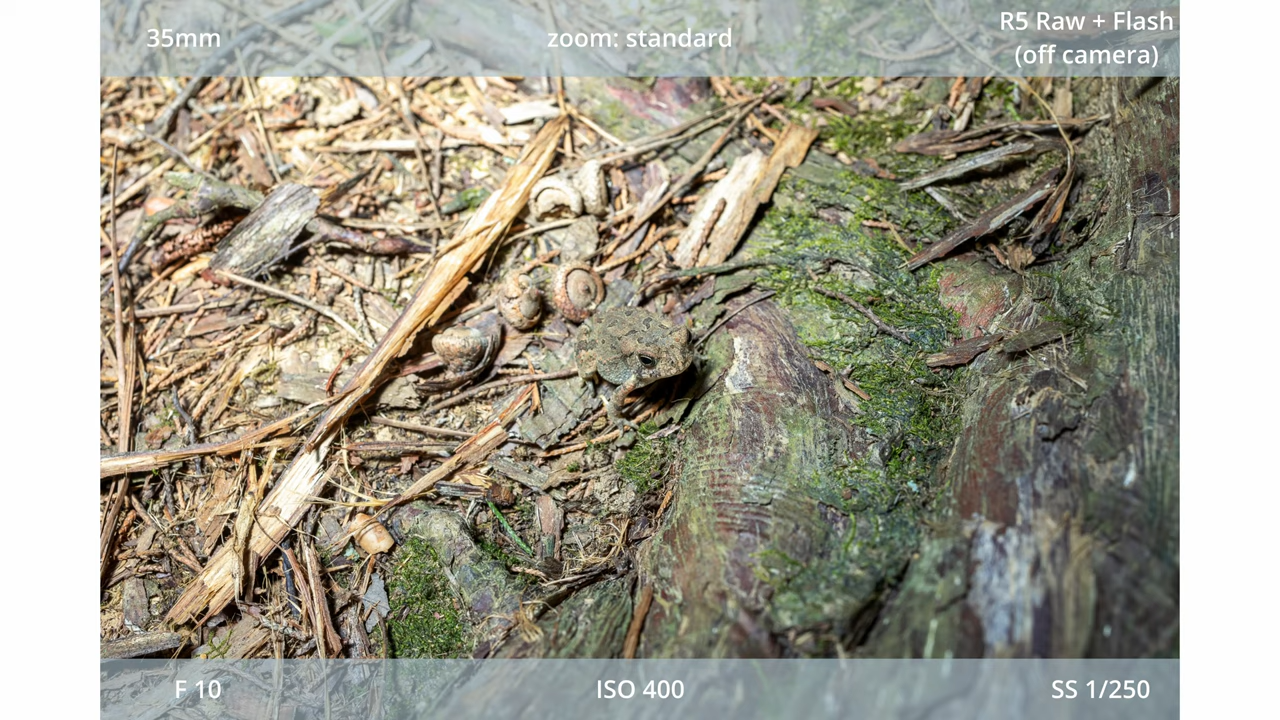 35mm
zoom: standard
R5 Raw + Flash
(off camera)
F 10
ISO 400
SS 1/250